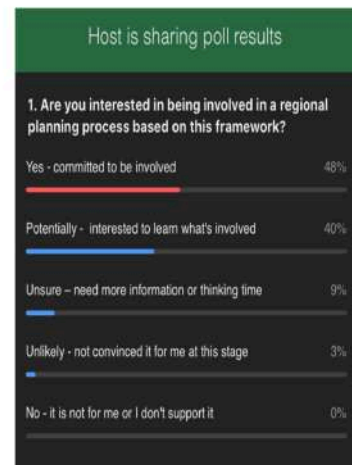 Host is sharing poll results
1. Are you interested in being involved in a regional
planning process based on this framework?
Yes - committed to be involved 48%
Potentially - interested to learn what's involved 40%
Unsure – need more information or thinking time 9%
Unlikely - not convinced it for me at this stage 3%
No - it is not for me or I don't support it 0%